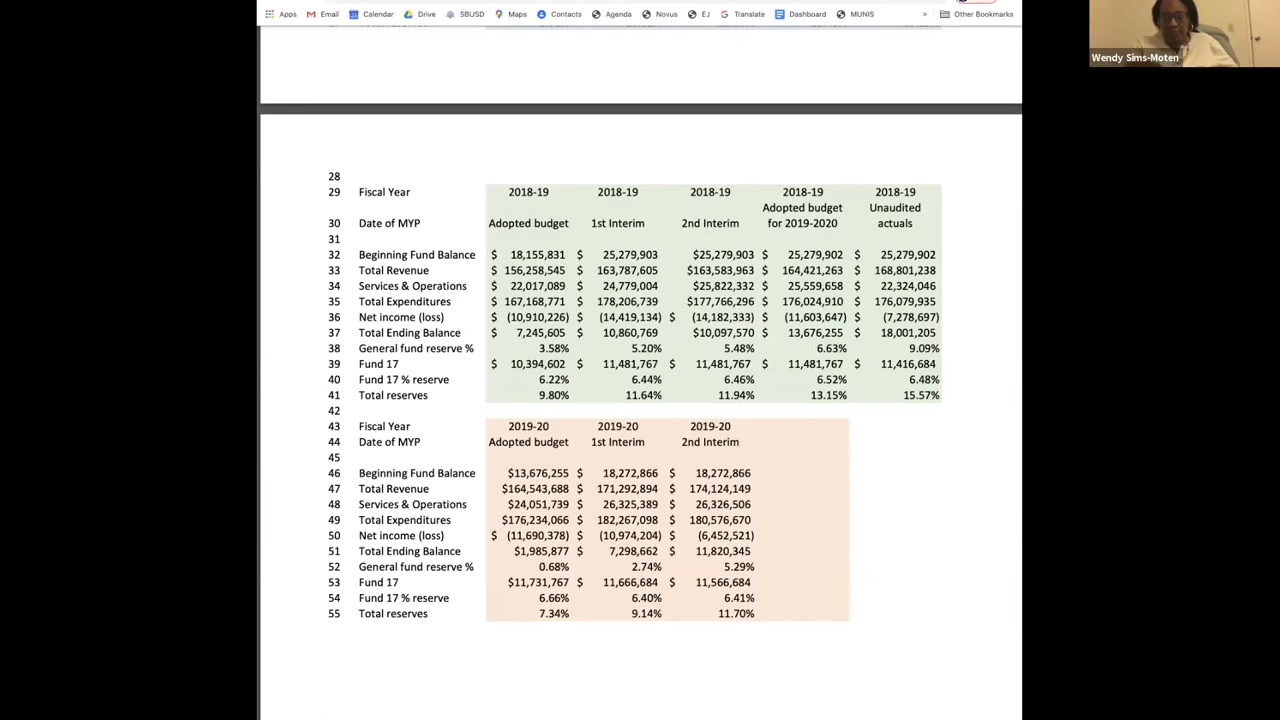 Apps Email Calendar Drive SBUSD Maps Contacts Agenda Novus EJ Translate Dashboard MUNIS » Other Bookmarks
Wendy Sims-Moten
28
29 Fiscal Year 2018-19 2018-19 2018-19 2018-19 2018-19
Adopted budget Unaudited
30 Date of MYP Adopted budget 1st Interim 2nd Interim for 2019-2020 actuals
31
32 Beginning Fund Balance $ 18,155,831 $ 25,279,903 $25,279,903 $ 25,279,902 $ 25,279,902
33 Total Revenue $ 156,258,545 $ 163,787,605 $163,583,963 $ 164,421,263 $ 168,801,238
34 Services & Operations $ 22,017,089 $ 24,779,004 $25,822,332 $ 25,559,658 $ 22,324,046
35 Total Expenditures $ 167,168,771 $ 178,206,739 $177,766,296 $ 176,024,910 $ 176,079,935
36 Net income (loss) $ (10,910,226) $ (14,419,134) $ (14,182,333) $ (11,603,647) $ (7,278,697)
37 Total Ending Balance $ 7,245,605 $ 10,860,769 $10,097,570 $ 13,676,255 $ 18,001,205
38 General fund reserve % 3.58% 5.20% 5.48% 6.63% 9.09%
39 Fund 17 $ 10,394,602 $ 11,481,767 $ 11,481,767 $ 11,481,767 $ 11,416,684
40 Fund 17 % reserve 6.22% 6.44% 6.46% 6.52% 6.48%
41 Total reserves 9.80% 11.64% 11.94% 13.15% 15.57%
42
43 Fiscal Year 2019-20 2019-20 2019-20
44 Date of MYP Adopted budget 1st Interim 2nd Interim
45
46 Beginning Fund Balance $13,676,255 $ 18,272,866 $ 18,272,866
47 Total Revenue $164,543,688 $ 171,292,894 $ 174,124,149
48 Services & Operations $24,051,739 $ 26,325,389 $ 26,326,506
49 Total Expenditures $176,234,066 $ 182,267,098 $ 180,576,670
50 Net income (loss) $ (11,690,378) $ (10,974,204) $ (6,452,521)
51 Total Ending Balance $1,985,877 $ 7,298,662 $ 11,820,345
52 General fund reserve % 0.68% 2.74% 5.29%
53 Fund 17 $11,731,767 $ 11,666,684 $ 11,566,684
54 Fund 17 % reserve 6.66% 6.40% 6.41%
55 Total reserves 7.34% 9.14% 11.70%